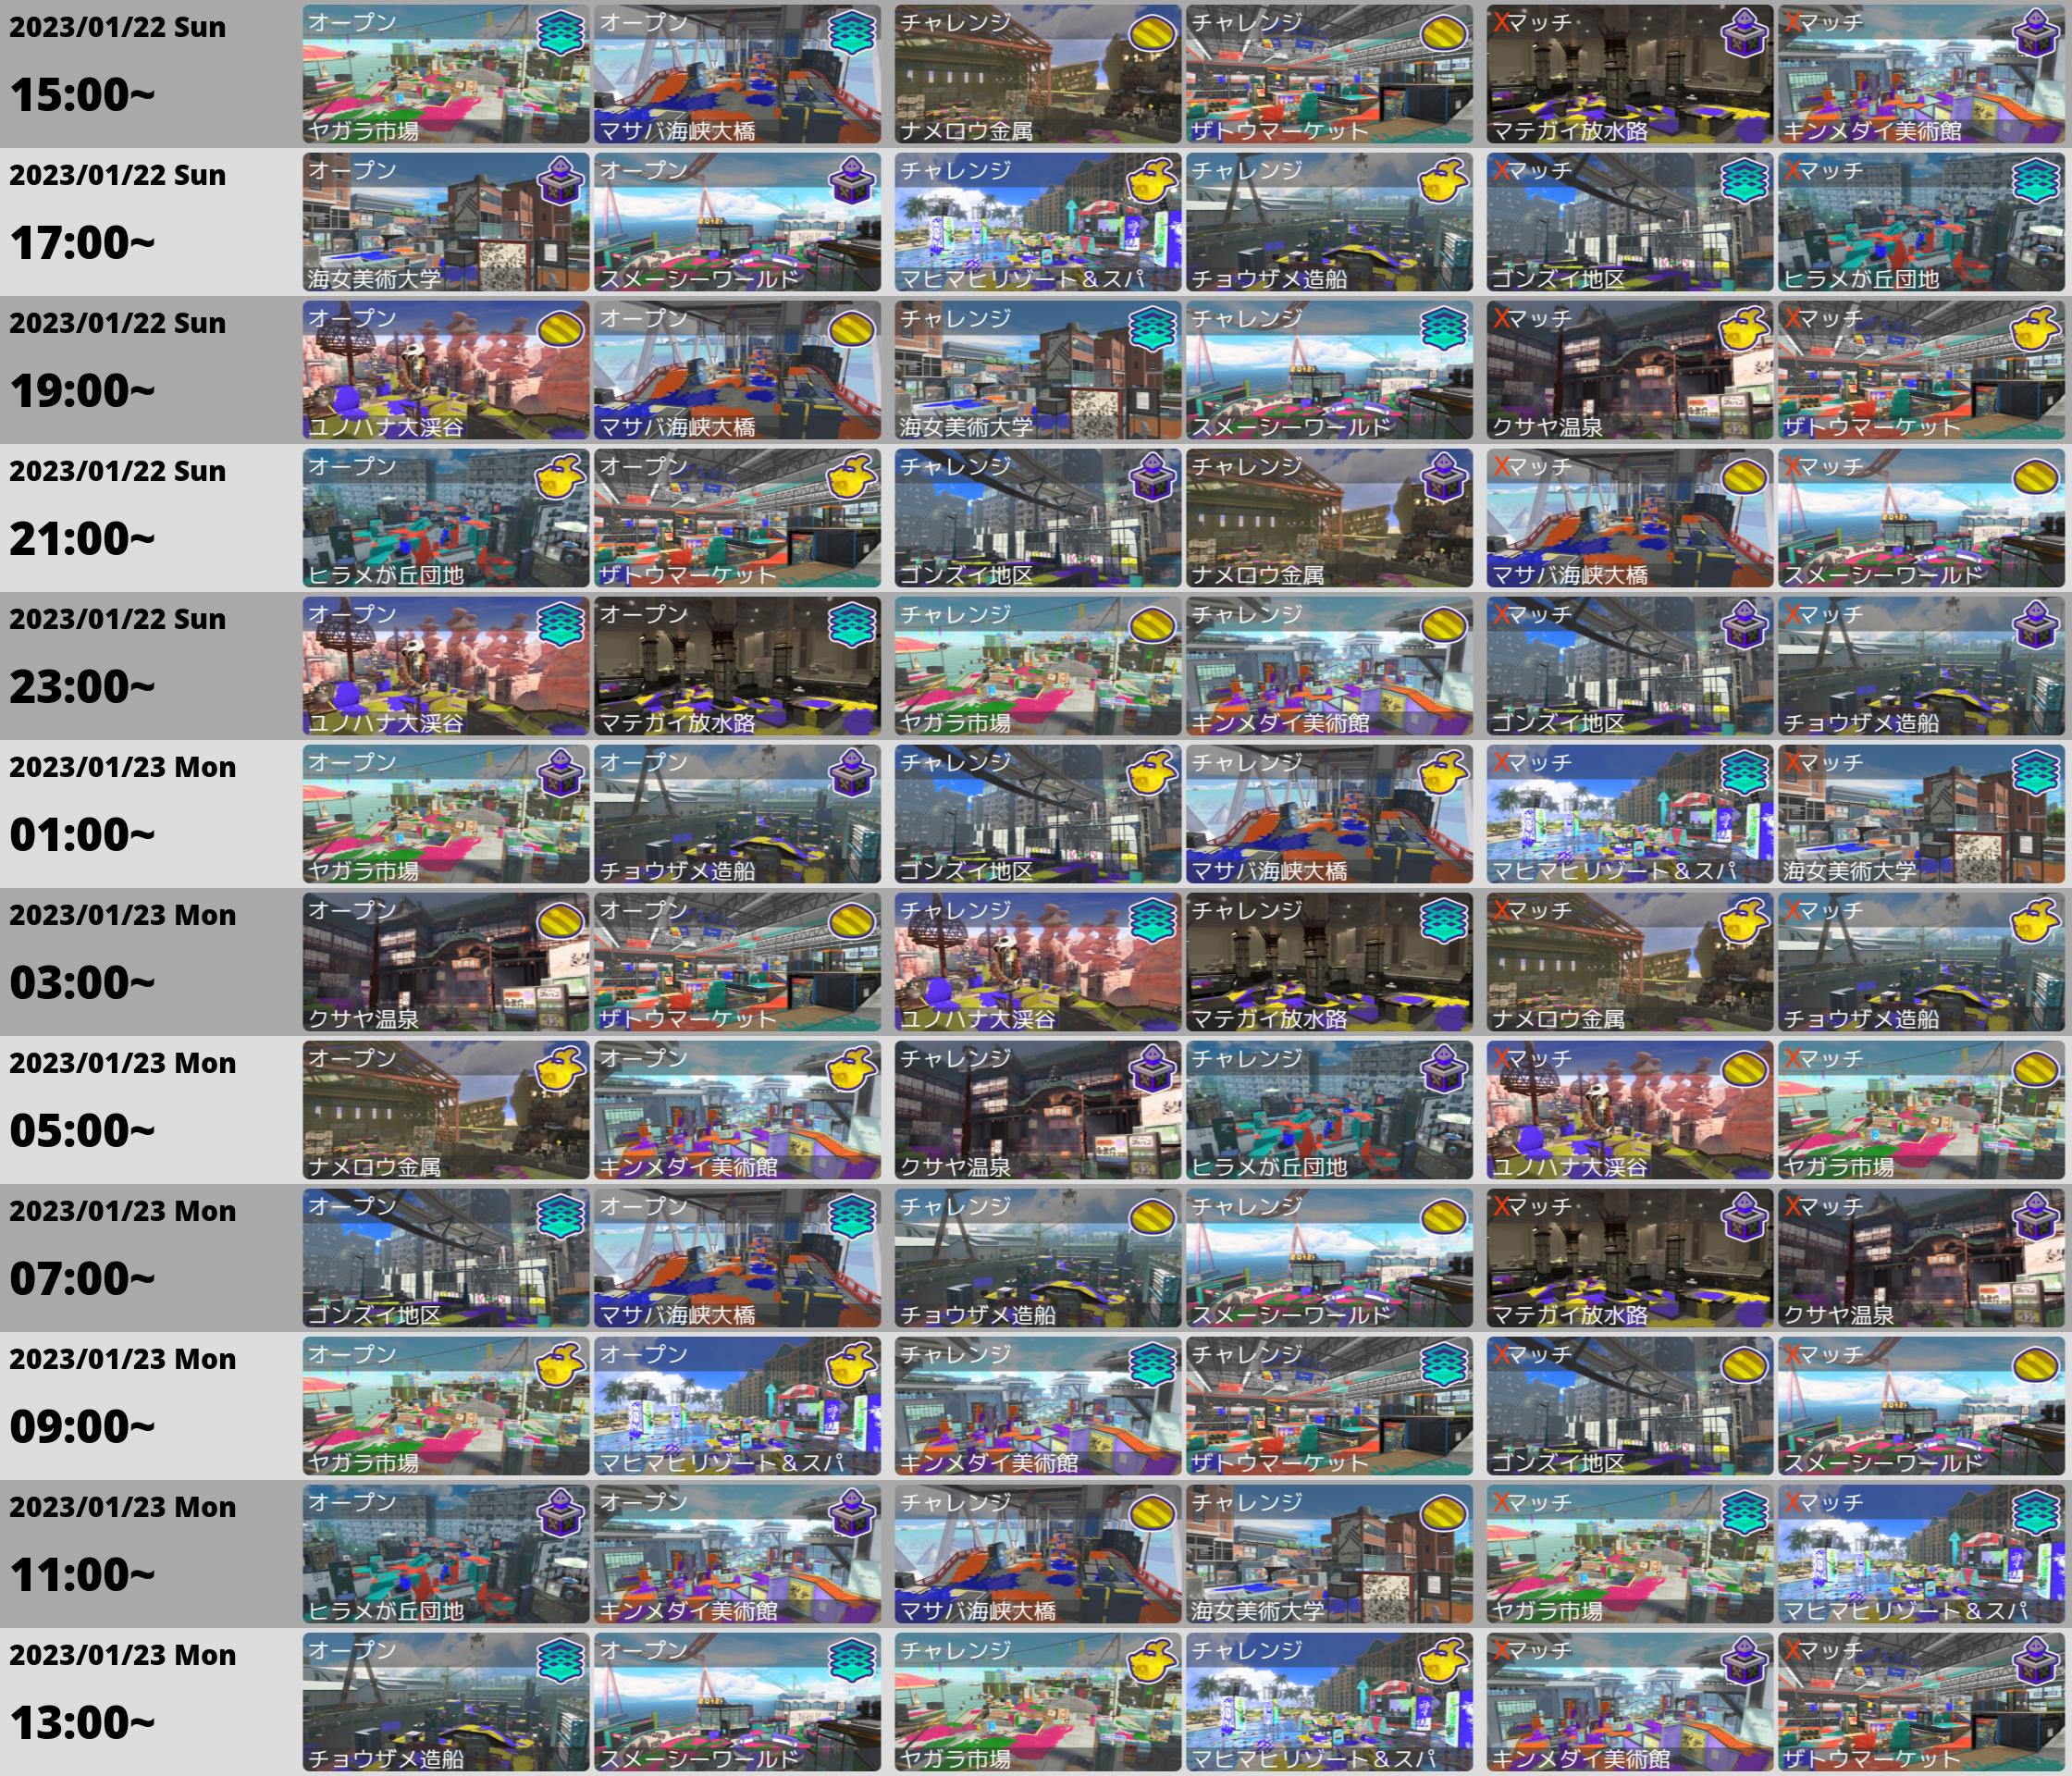 2023/01/22 Sun
15:00~
オープン オープン チャレンジ チャレンジ Xマッチ Xマッチ
ヤガラ市場 マサバ海峡大橋 ナメロウ金属 ザトウマーケット マテガイ放水路 キンメダイ美術館
2023/01/22 Sun
17:00~
オープン オープン チャレンジ チャレンジ Xマッチ Xマッチ
海女美術大学 スメーシーワールド マヒマヒリゾート&スパ チョウザメ造船 ゴンズイ地区 ヒラメが丘団地
2023/01/22 Sun
19:00~
オープン オープン チャレンジ チャレンジ Xマッチ Xマッチ
ユノハナ大渓谷 マサバ海峡大橋 海女美術大学 スメーシーワールド クサヤ温泉 ザトウマーケット
2023/01/22 Sun
21:00~
オープン オープン チャレンジ チャレンジ Xマッチ Xマッチ
ヒラメが丘団地 ザトウマーケット ゴンズイ地区 ナメロウ金属 マサバ海峡大橋 スメーシーワールド
2023/01/22 Sun
23:00~
オープン オープン チャレンジ チャレンジ Xマッチ Xマッチ
ユノハナ大渓谷 マテガイ放水路 ヤガラ市場 キンメダイ美術館 ゴンズイ地区 チョウザメ造船
2023/01/23 Mon
01:00~
オープン オープン チャレンジ チャレンジ Xマッチ Xマッチ
ヤガラ市場 チョウザメ造船 ゴンズイ地区 マサバ海峡大橋 マヒマヒリゾート&スパ 海女美術大学
2023/01/23 Mon
03:00~
オープン オープン チャレンジ チャレンジ Xマッチ Xマッチ
クサヤ温泉 ザトウマーケット ユノハナ大渓谷 マテガイ放水路 ナメロウ金属 チョウザメ造船
2023/01/23 Mon
05:00~
オープン オープン チャレンジ チャレンジ Xマッチ Xマッチ
ナメロウ金属 キンメダイ美術館 クサヤ温泉 ヒラメが丘団地 ユノハナ大渓谷 ヤガラ市場
2023/01/23 Mon
07:00~
オープン オープン チャレンジ チャレンジ Xマッチ Xマッチ
ゴンズイ地区 マサバ海峡大橋 チョウザメ造船 スメーシーワールド マテガイ放水路 クサヤ温泉
2023/01/23 Mon
09:00~
オープン オープン チャレンジ チャレンジ Xマッチ Xマッチ
ヤガラ市場 マヒマヒリゾート&スパ キンメダイ美術館 ザトウマーケット ゴンズイ地区 スメーシーワールド
2023/01/23 Mon
11:00~
オープン オープン チャレンジ チャレンジ Xマッチ Xマッチ
ヒラメが丘団地 キンメダイ美術館 マサバ海峡大橋 海女美術大学 ヤガラ市場 マヒマヒリゾート&スパ
2023/01/23 Mon
13:00~
オープン オープン チャレンジ チャレンジ Xマッチ Xマッチ
チョウザメ造船 スメーシーワールド ヤガラ市場 マヒマヒリゾート&スパ キンメダイ美術館 ザトウマーケット